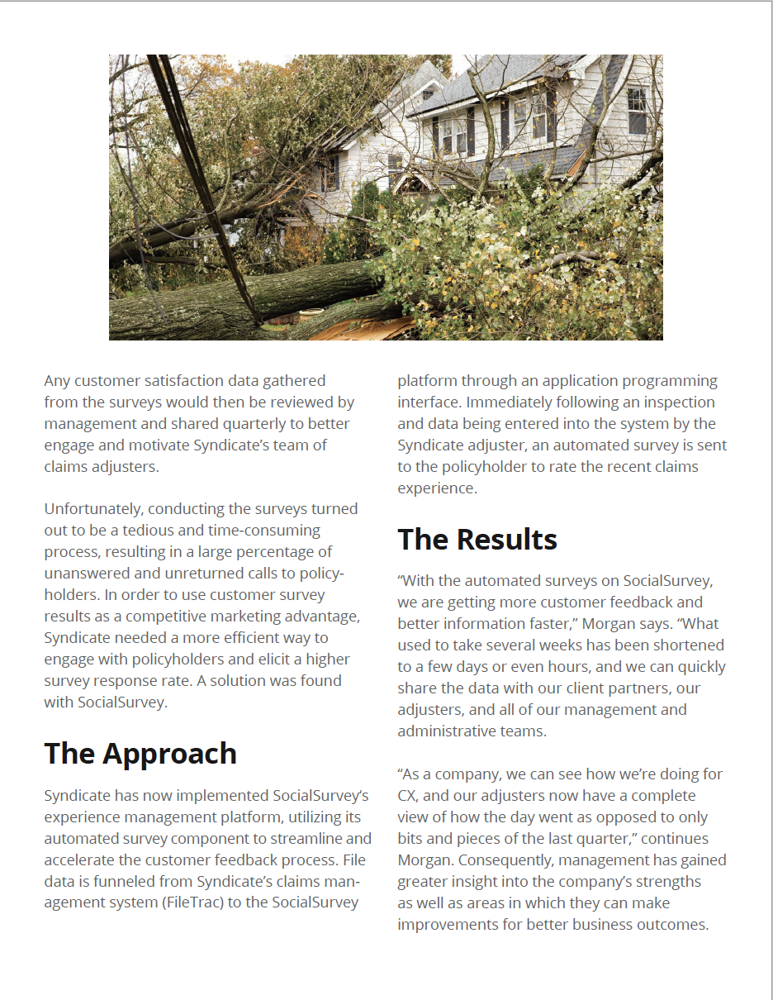 Any customer satisfaction data gathered
from the surveys would then be reviewed by
management and shared quarterly to better
engage and motivate Syndicate’s team of
claims adjusters.
Unfortunately, conducting the surveys turned
out to be a tedious and time-consuming
process, resulting in a large percentage of
unanswered and unreturned calls to policy-
holders. In order to use customer survey
results as a competitive marketing advantage,
Syndicate needed a more efficient way to
engage with policyholders and elicit a higher
survey response rate. A solution was found
with SocialSurvey.
The Approach
Syndicate has now implemented SocialSurvey‘s
experience management platform, utilizing its
automated survey component to streamline and
accelerate the customer feedback process. File
data is funneled from Syndicate’s claims man-
agement system (FileTrac) to the SocialSurvey
platform through an application programming
interface. Immediately following an inspection
and data being entered into the system by the
Syndicate adjuster, an automated survey is sent
to the policyholder to rate the recent claims
experience.
The Results
“With the automated surveys on SocialSurvey,
we are getting more customer feedback and
better information faster,” Morgan says. “What
used to take several weeks has been shortened
to a few days or even hours, and we can quickly
share the data with our client partners, our
adjusters, and all of our management and
administrative teams.
“As a company, we can see how we’re doing for
CX, and our adjusters now have a complete
view of how the day went as opposed to only
bits and pieces of the last quarter,” continues
Morgan. Consequently, management has gained
greater insight into the company’s strengths
as well as areas in which they can make
improvements for better business outcomes.